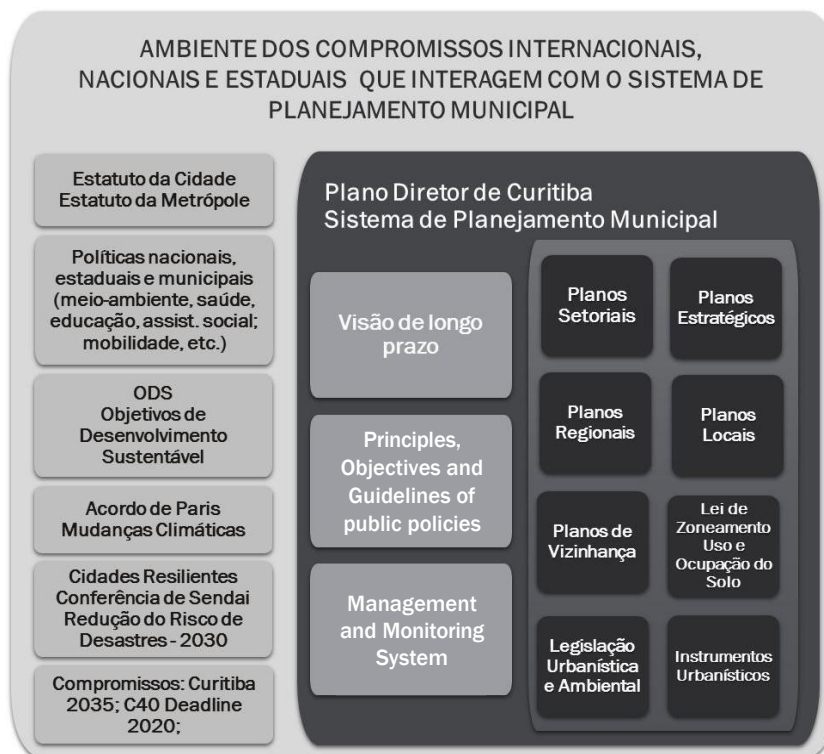 AMBIENTE DOS COMPROMISSOS INTERNACIONAIS,
NACIONAIS E ESTADUAIS QUE INTERAGEM COM O SISTEMA DE
PLANEJAMENTO MUNICIPAL
Estatuto da Cidade
Estatuto da Metrópole
Políticas nacionais,
estaduais e municipais
(meio-ambiente, saúde,
educação, assist. social;
mobilidade, etc.)
ODS
Objetivos de
Desenvolvimento
Sustentável
Acordo de Paris
Mudanças Climáticas
Cidades Resilientes
Conferência de Sendai
Redução do Risco de
Desastres - 2030
Compromissos: Curitiba
2035; C40 Deadline
2020;
Plano Diretor de Curitiba
Sistema de Planejamento Municipal
Visão de longo
prazo
Principles,
Objectives and
Guidelines of
public policies
Management
and Monitoring
System
Planos
Setoriais
Planos
Estratégicos
Planos
Regionais
Planos
Locais
Planos de
Vizinhança
Lei de
Zoneamento
Uso e
Ocupação do
Solo
Legislação
Urbanística
e Ambiental
Instrumentos
Urbanísticos